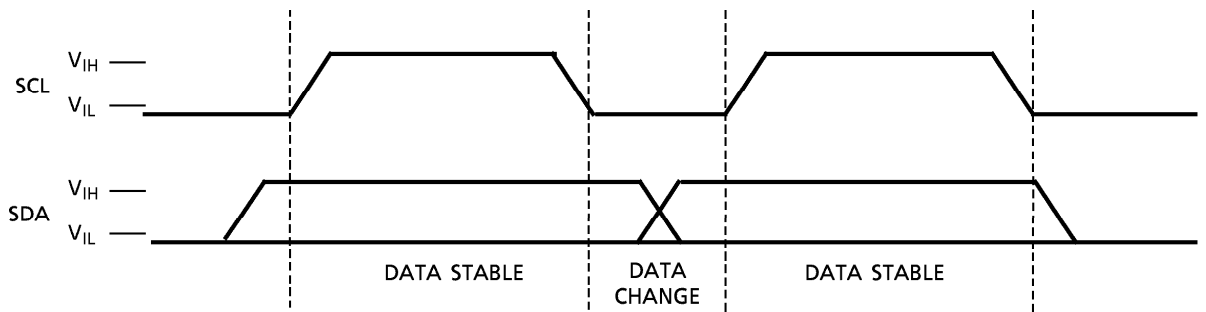 V_IH
SCL
V_IL
V_IH
SDA
V_IL
DATA STABLE
DATA
CHANGE
DATA STABLE